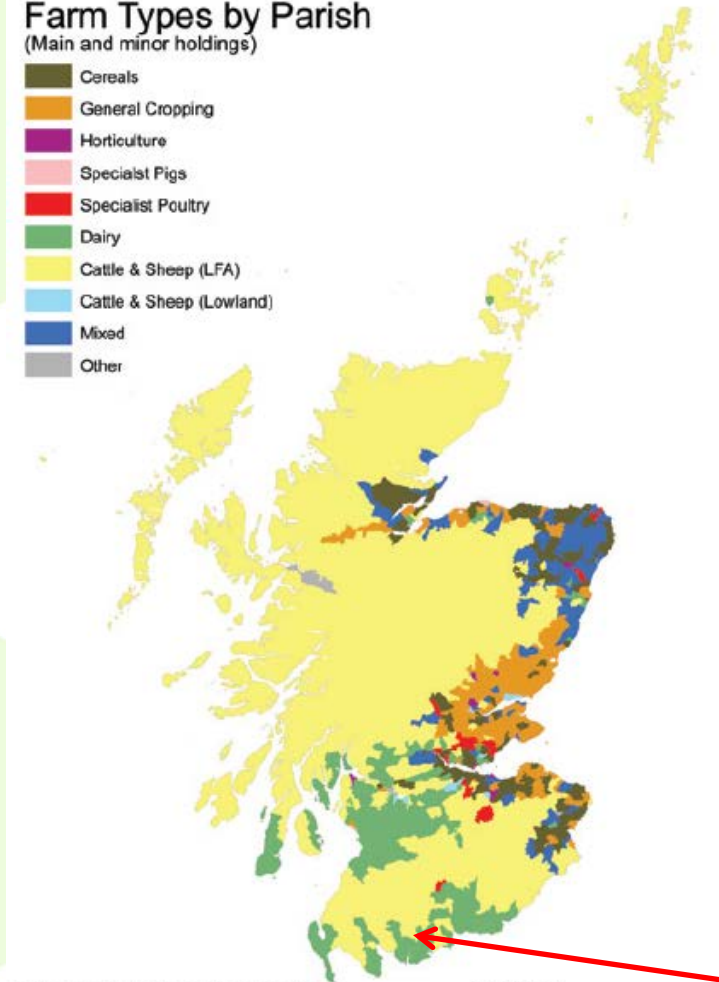 Farm Types by Parish
(Main and minor holdings)
Cereals
General Cropping
Horticulture
Specialst Pigs
Specialist Poultry
Dairy
Cattle & Sheep (LFA)
Cattle & Sheep (Lowland)
Mixed
Other